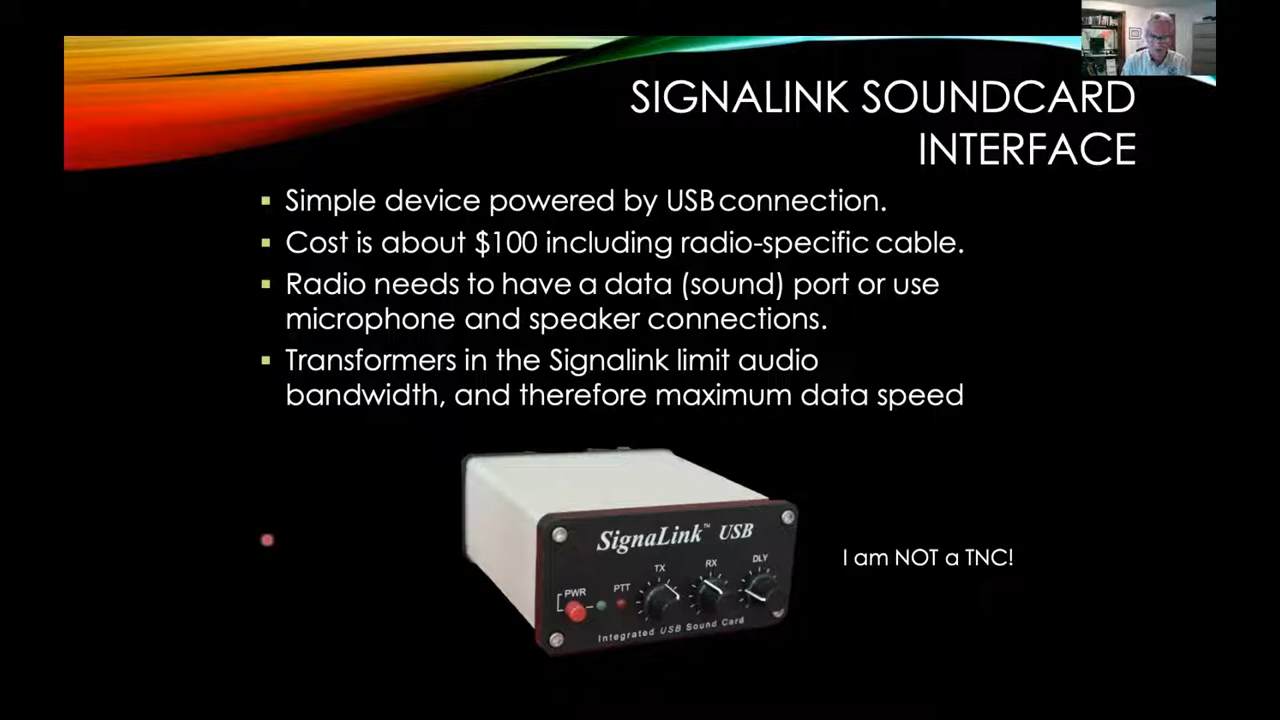 SIGNALINK SOUNDCARD
INTERFACE
▪ Simple device powered by USB connection.
▪ Cost is about $100 including radio-specific cable.
▪ Radio needs to have a data (sound) port or use
microphone and speaker connections.
▪ Transformers in the Signalink limit audio
bandwidth, and therefore maximum data speed
SignaLink™ USB
PWR PTT TX RX DLY
Integrated USB Sound Card
I am NOT a TNC!